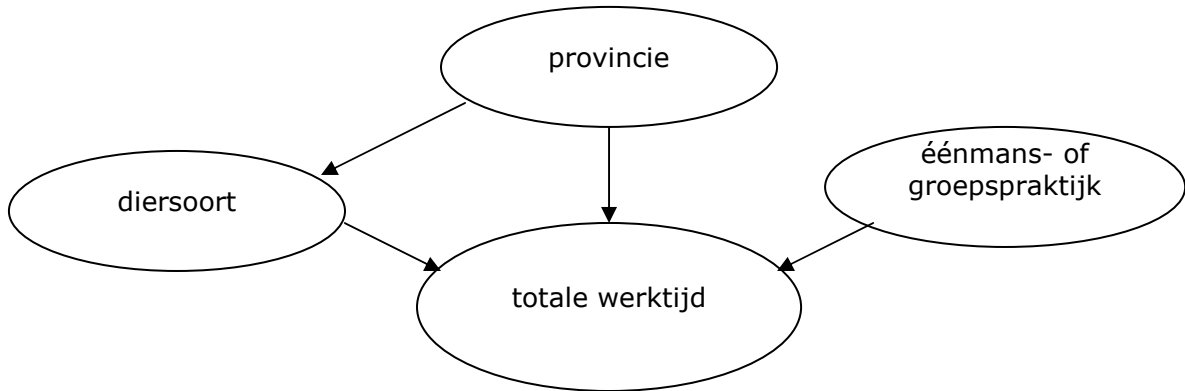 provincie
éénmans- of
groepspraktijk
diersoort
totale werktijd